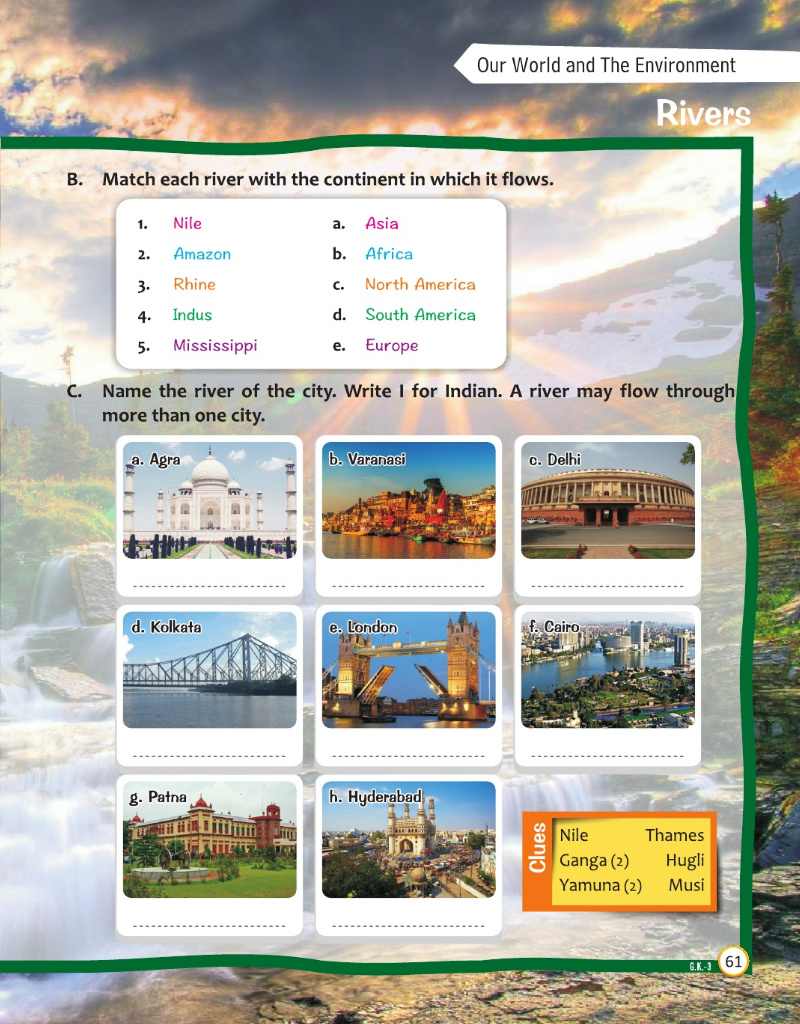 Our World and The Environment
Rivers
B. Match each river with the continent in which it flows.
1. Nile a. Asia
2. Amazon b. Africa
3. Rhine c. North America
4. Indus d. South America
5. Mississippi e. Europe
C. Name the river of the city. Write I for Indian. A river may flow through
more than one city.
a. Agra b. Varanasi c. Delhi
d. Kolkata e. London f. Cairo
g. Patna h. Hyderabad
Clues
Nile Thames
Ganga (2) Hugli
Yamuna (2) Musi
G.K.-3 61